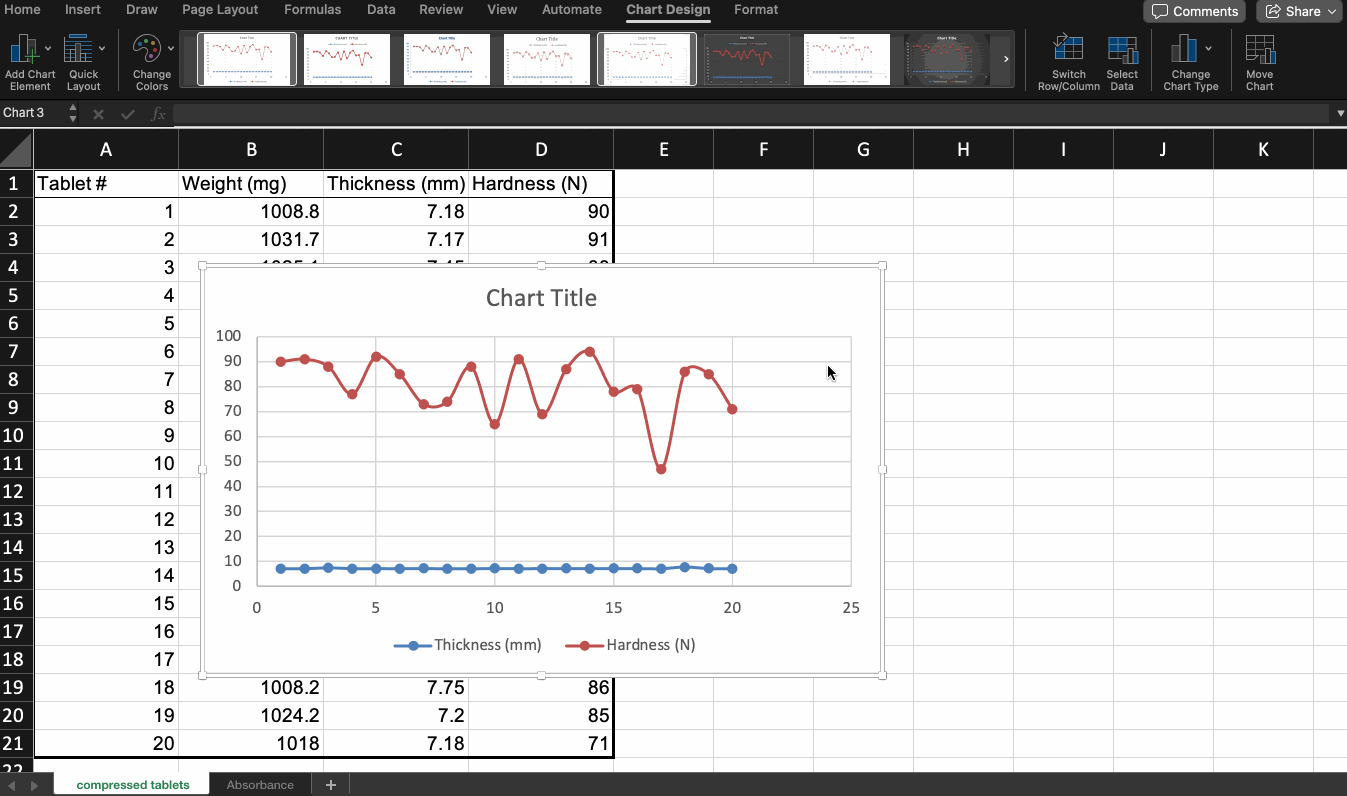 Home Insert Draw Page Layout Formulas Data Review View Automate Chart Design Format Comments Share
Add Chart Element Quick Layout Change Colors Switch Row/Column Select Data Change Chart Type Move Chart
Chart 3 fx
A B C D E F G H I J K
1 Tablet # Weight (mg) Thickness (mm) Hardness (N)
2 1 1008.8 7.18 90
3 2 1031.7 7.17 91
4 3
5 4
6 5
7 6
8 7
9 8
10 9
11 10
12 11
13 12
14 13
15 14
16 15
17 16
18 17
19 18 1008.2 7.75 86
20 19 1024.2 7.2 85
21 20 1018 7.18 71
22
Chart Title
100
90
80
70
60
50
40
30
20
10
0
0 5 10 15 20 25
Thickness (mm) Hardness (N)
compressed tablets Absorbance +